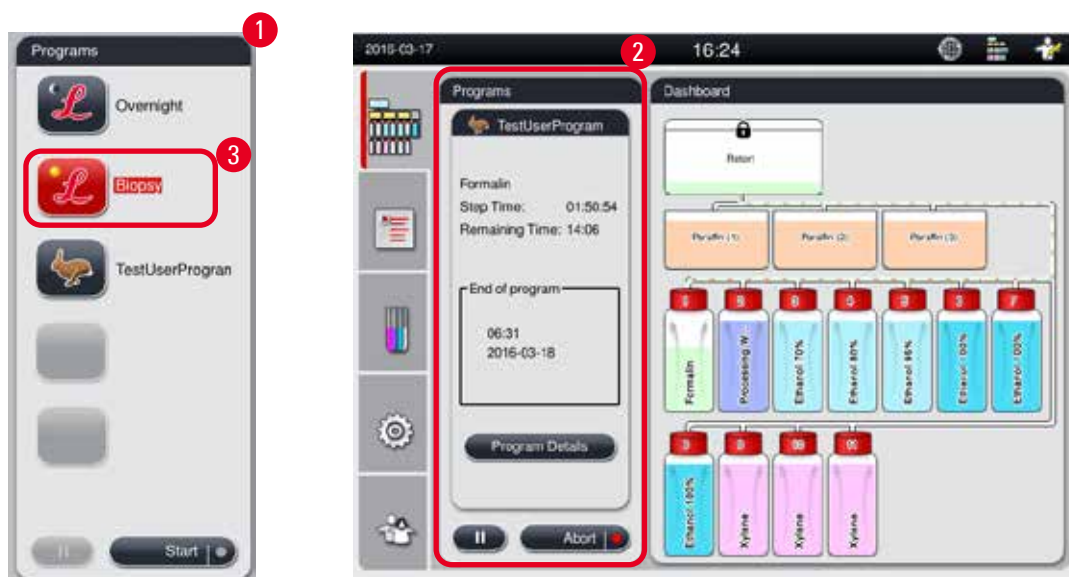 1
Programs
Overnight
3
Biopsy
TestUserProgran
Start
2016-03-17
2
16:24
Programs
TestUserProgram
Formalin
Step Time: 01:50:54
Remaining Time: 14:06
End of program
06:31
2016-03-18
Program Details
Abort
Dashboard
Retort
Paraffin (1)
Paraffin (2)
Paraffin (3)
1
Formalin
Processing W...
Ethanol 70%
Ethanol 80%
Ethanol 95%
Ethanol 100%
7
Ethanol 100%
Ethanol 100%
Xylene
Xylene
Xylene